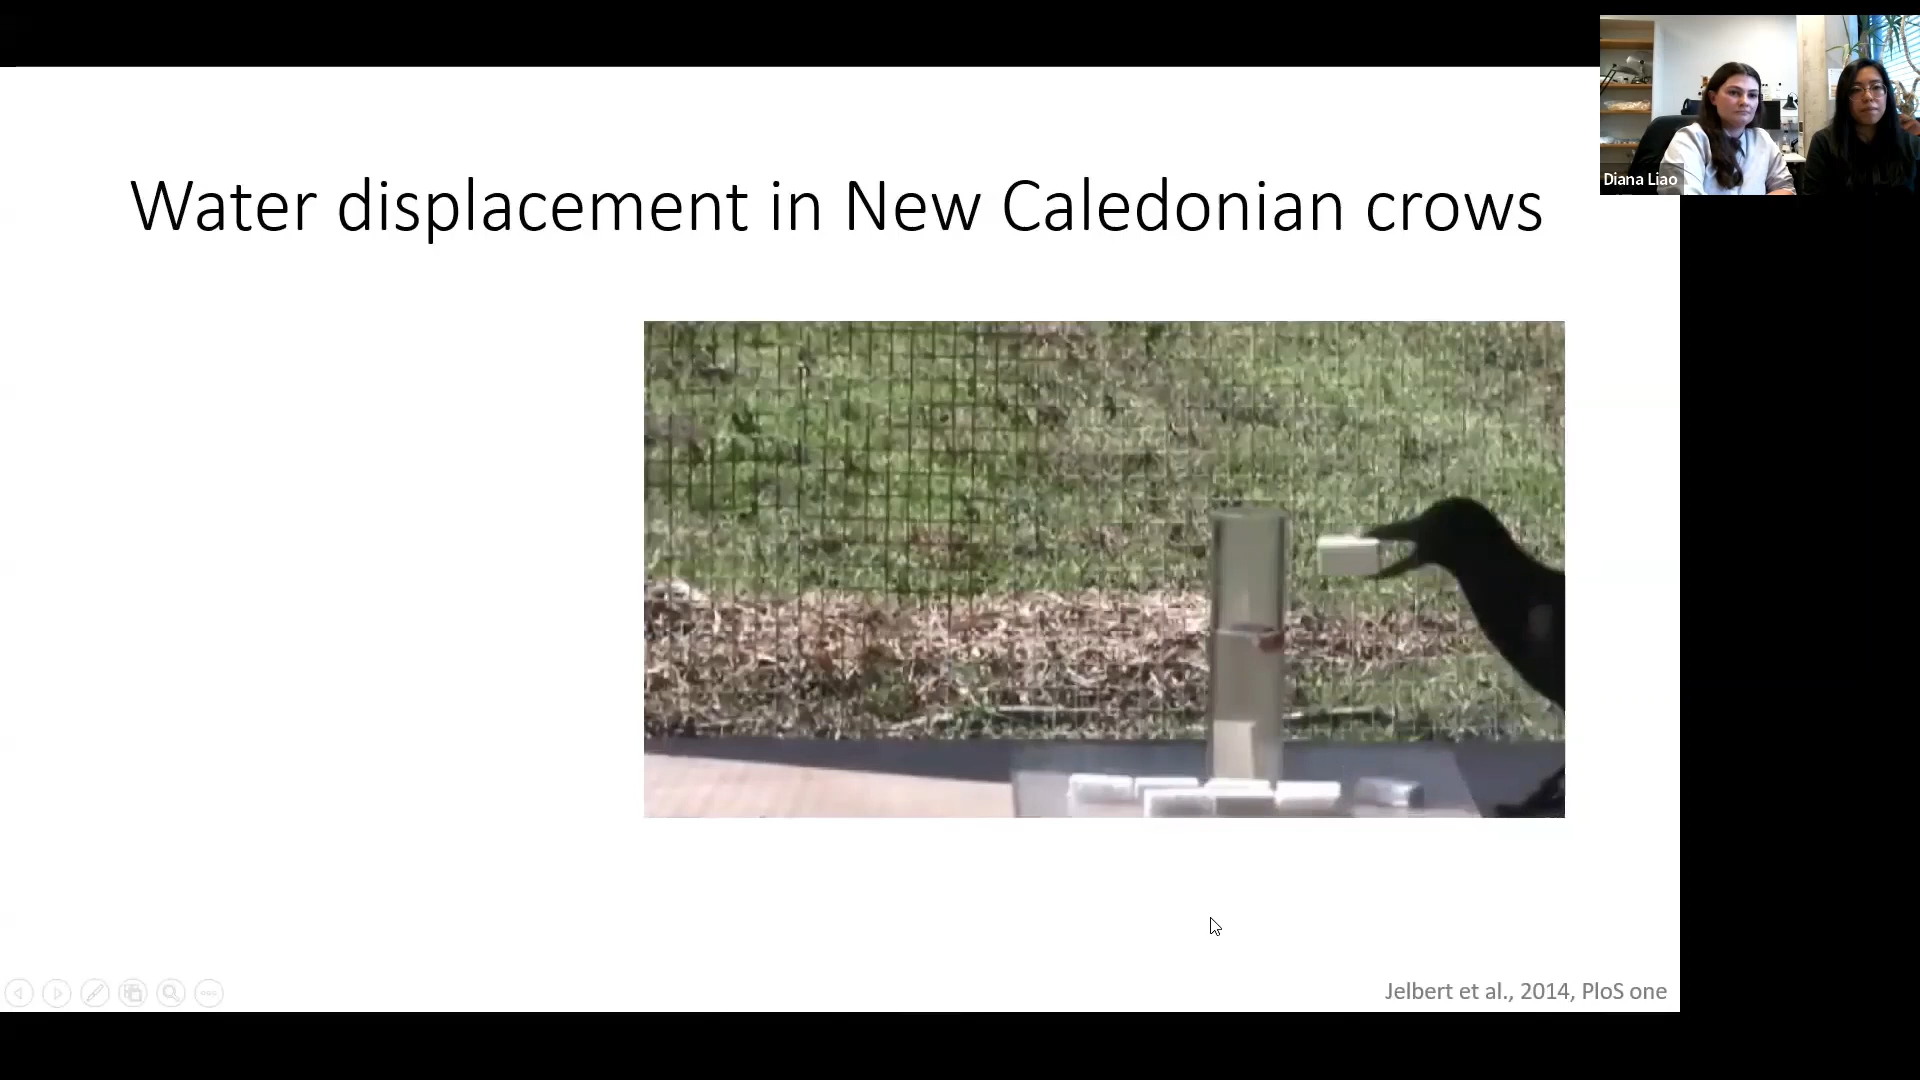 Diana Liao
Water displacement in New Caledonian crows
Jelbert et al., 2014, PloS one